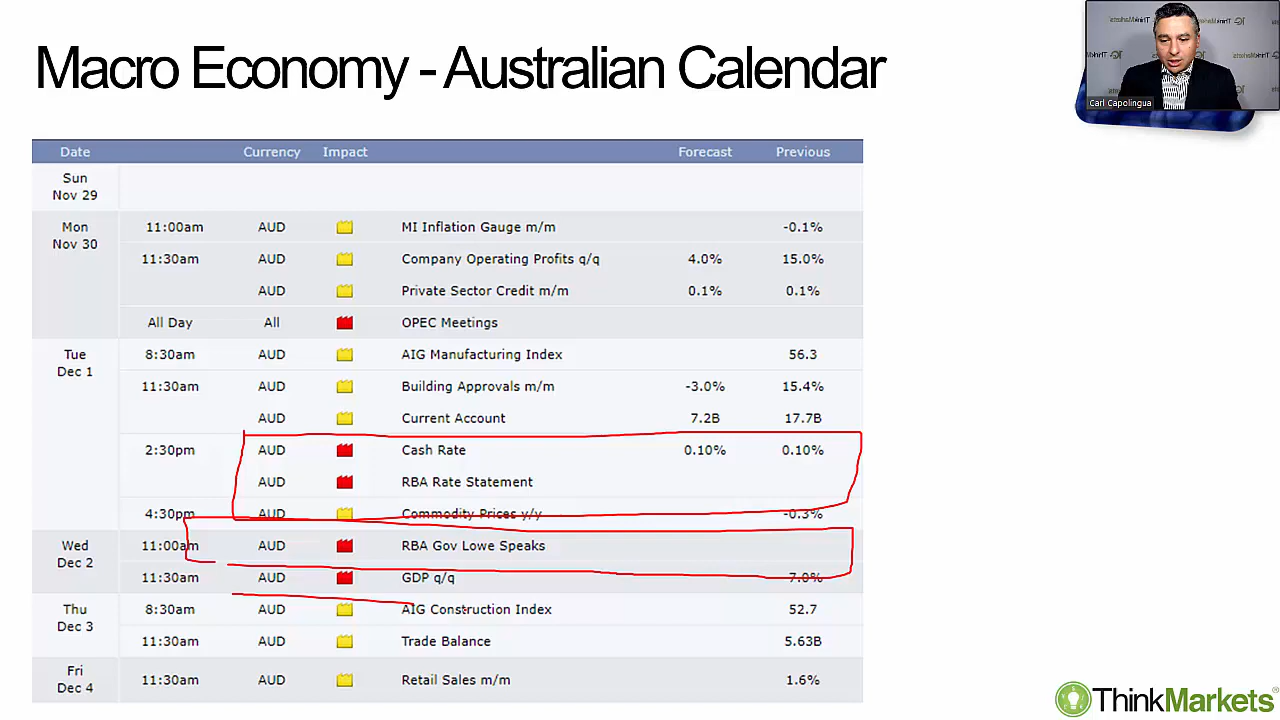 Macro Economy - Australian Calendar
Carl Capolingua
Date Currency Impact Forecast Previous
Sun
Nov 29
Mon
Nov 30
11:00am AUD MI Inflation Gauge m/m -0.1%
11:30am AUD Company Operating Profits q/q 4.0% 15.0%
AUD Private Sector Credit m/m 0.1% 0.1%
All Day All OPEC Meetings
Tue
Dec 1
8:30am AUD AIG Manufacturing Index 56.3
11:30am AUD Building Approvals m/m -3.0% 15.4%
AUD Current Account 7.2B 17.7B
2:30pm AUD Cash Rate 0.10% 0.10%
AUD RBA Rate Statement
4:30pm AUD Commodity Prices y/y -0.3%
Wed
Dec 2
11:00am AUD RBA Gov Lowe Speaks
11:30am AUD GDP q/q -7.0%
Thu
Dec 3
8:30am AUD AIG Construction Index 52.7
11:30am AUD Trade Balance 5.63B
Fri
Dec 4
11:30am AUD Retail Sales m/m 1.6%
ThinkMarkets®